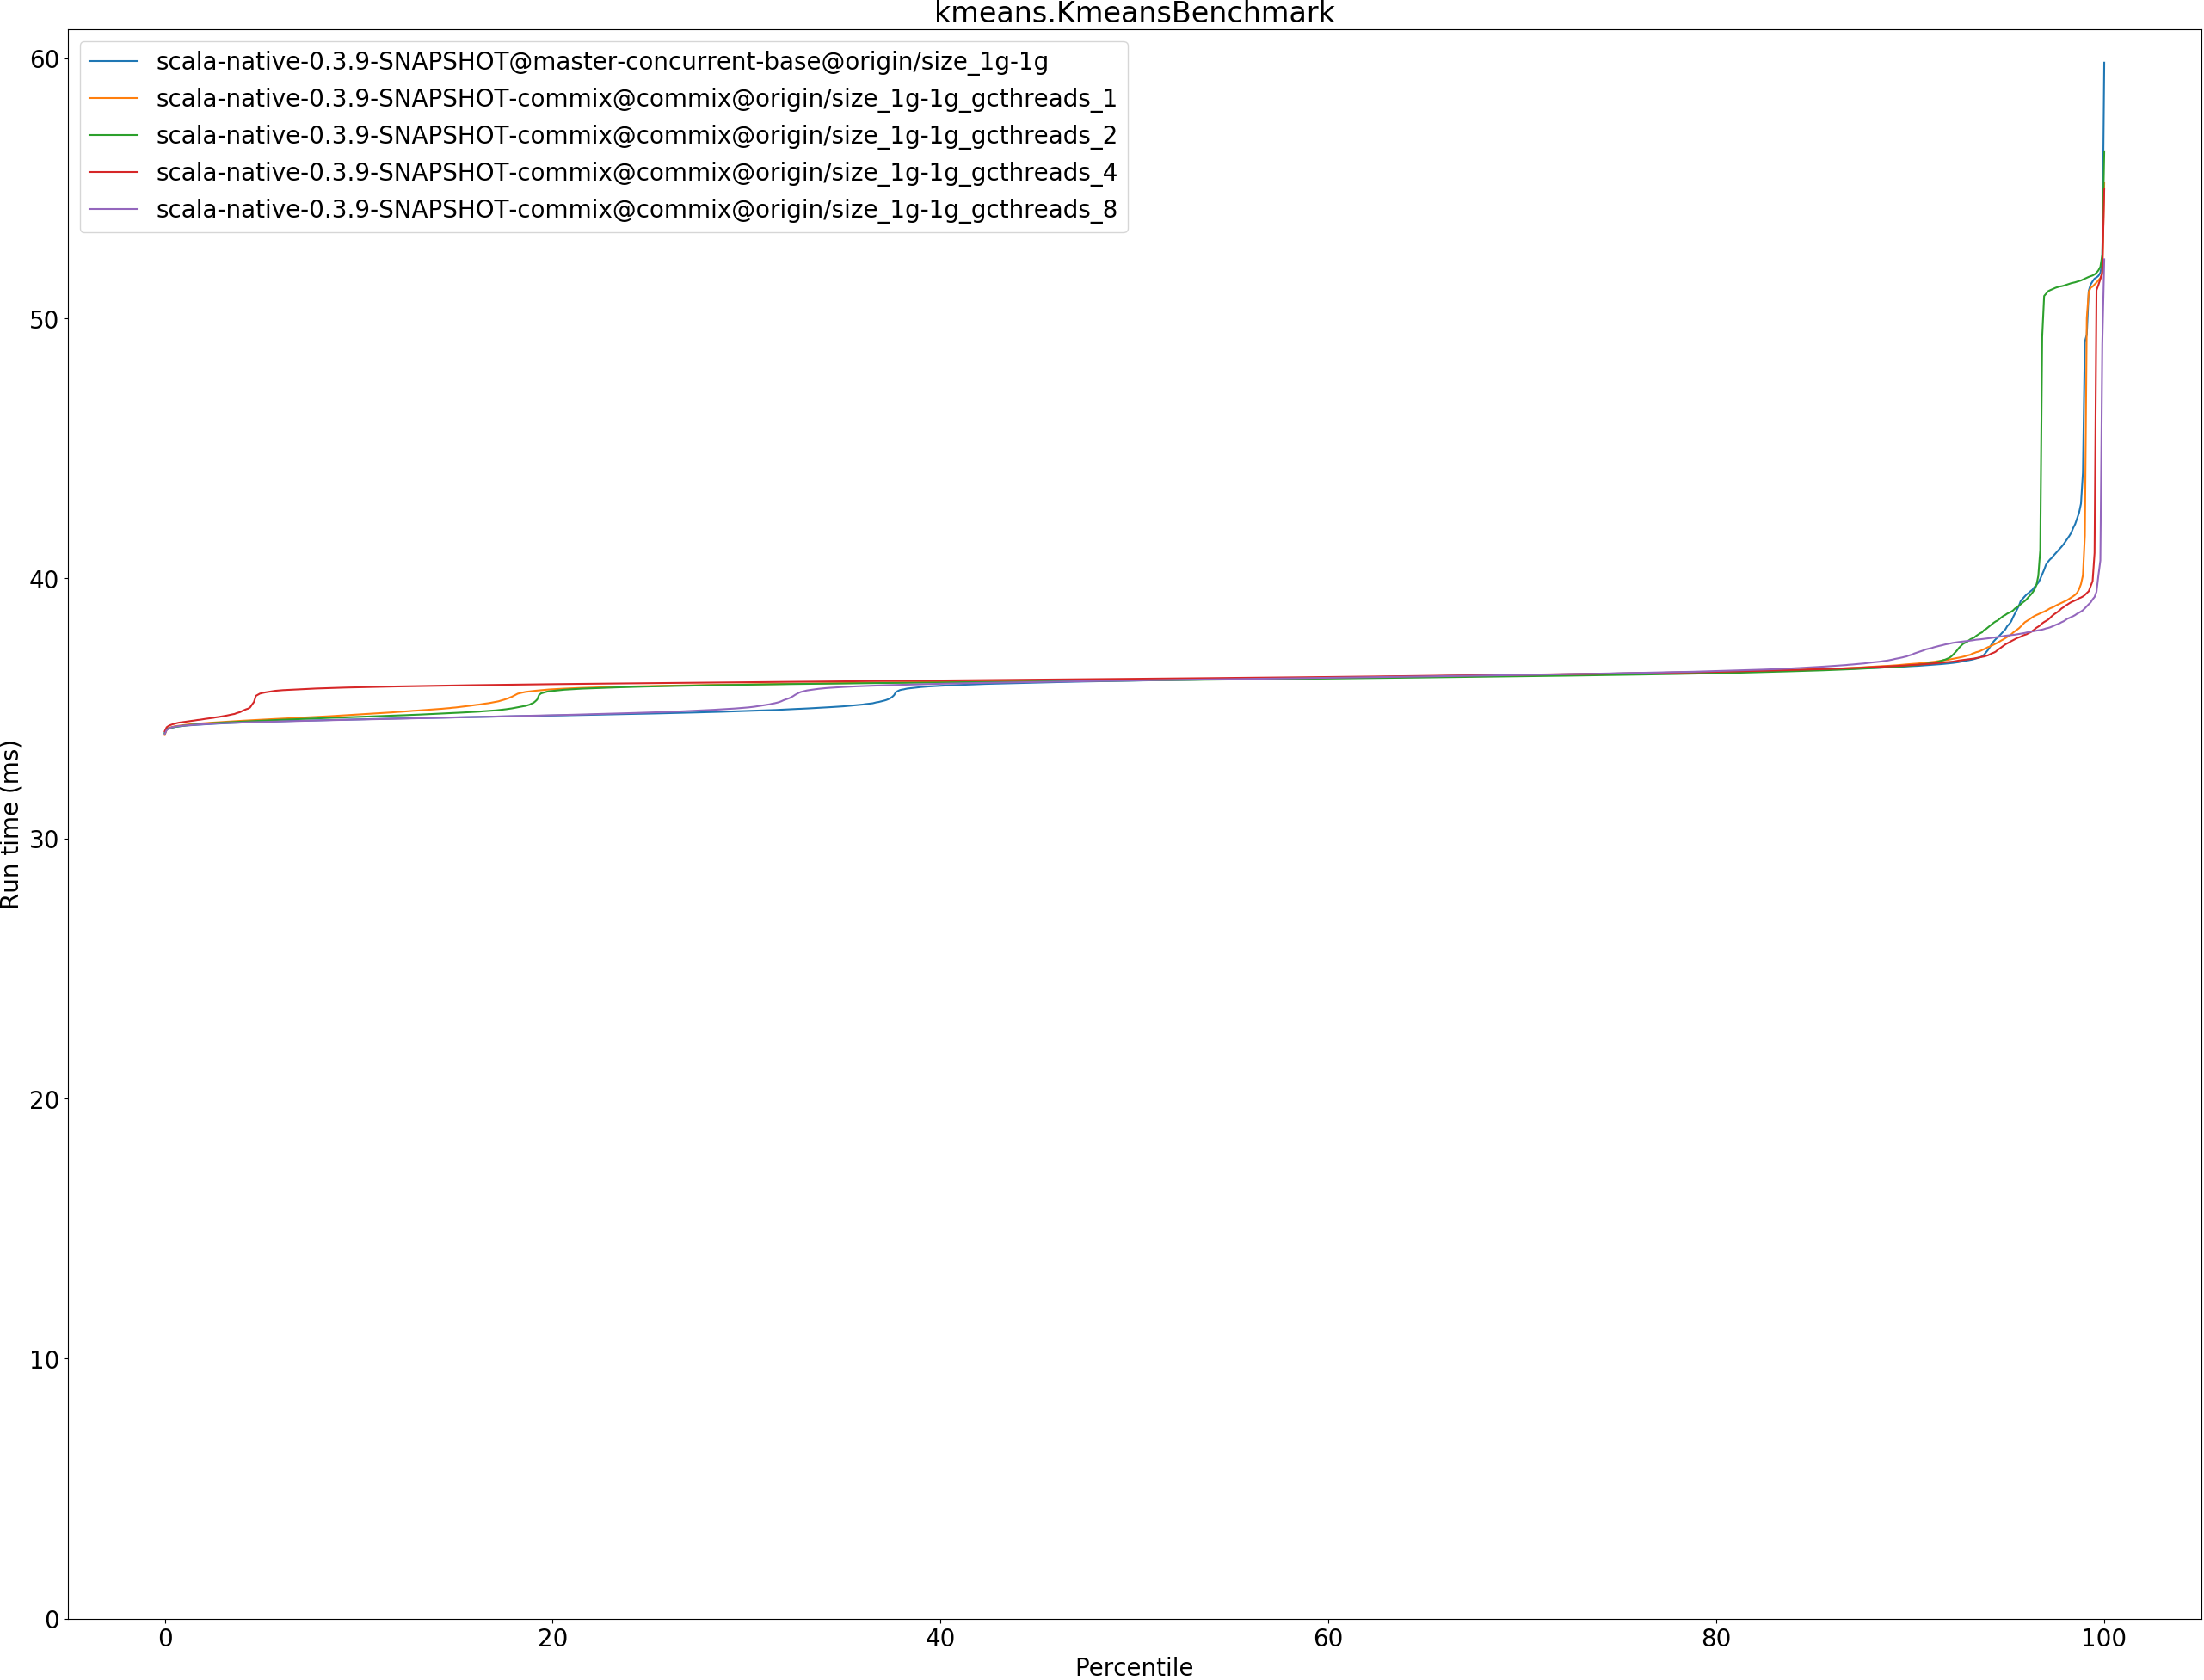 kmeans.KmeansBenchmark
scala-native-0.3.9-SNAPSHOT@master-concurrent-base@origin/size_1g-1g
scala-native-0.3.9-SNAPSHOT-commix@commix@origin/size_1g-1g_gcthreads_1
scala-native-0.3.9-SNAPSHOT-commix@commix@origin/size_1g-1g_gcthreads_2
scala-native-0.3.9-SNAPSHOT-commix@commix@origin/size_1g-1g_gcthreads_4
scala-native-0.3.9-SNAPSHOT-commix@commix@origin/size_1g-1g_gcthreads_8
60
50
40
30
20
10
0
Run time (ms)
0 20 40 60 80 100
Percentile